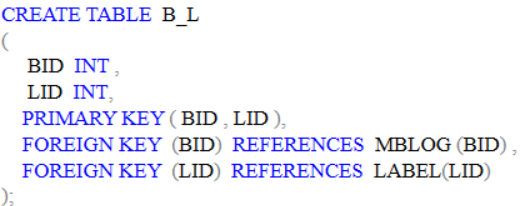 CREATE TABLE B_L
(
BID INT ,
LID INT,
PRIMARY KEY ( BID , LID ),
FOREIGN KEY (BID) REFERENCES MBLOG (BID) ,
FOREIGN KEY (LID) REFERENCES LABEL(LID)
);